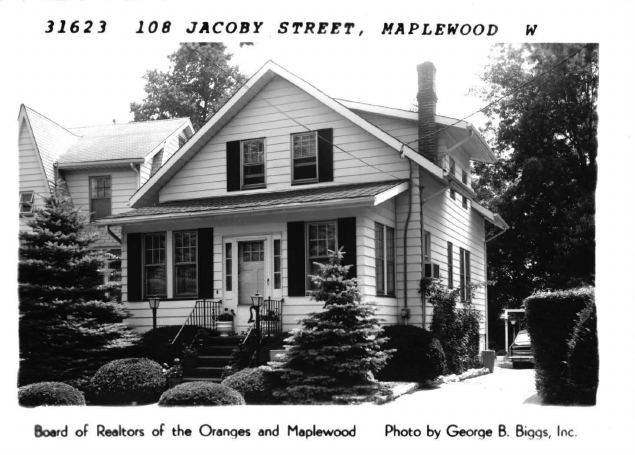 31623 108 JACOBY STREET, MAPLEWOOD W
Board of Realtors of the Oranges and Maplewood Photo by George B. Biggs, Inc.